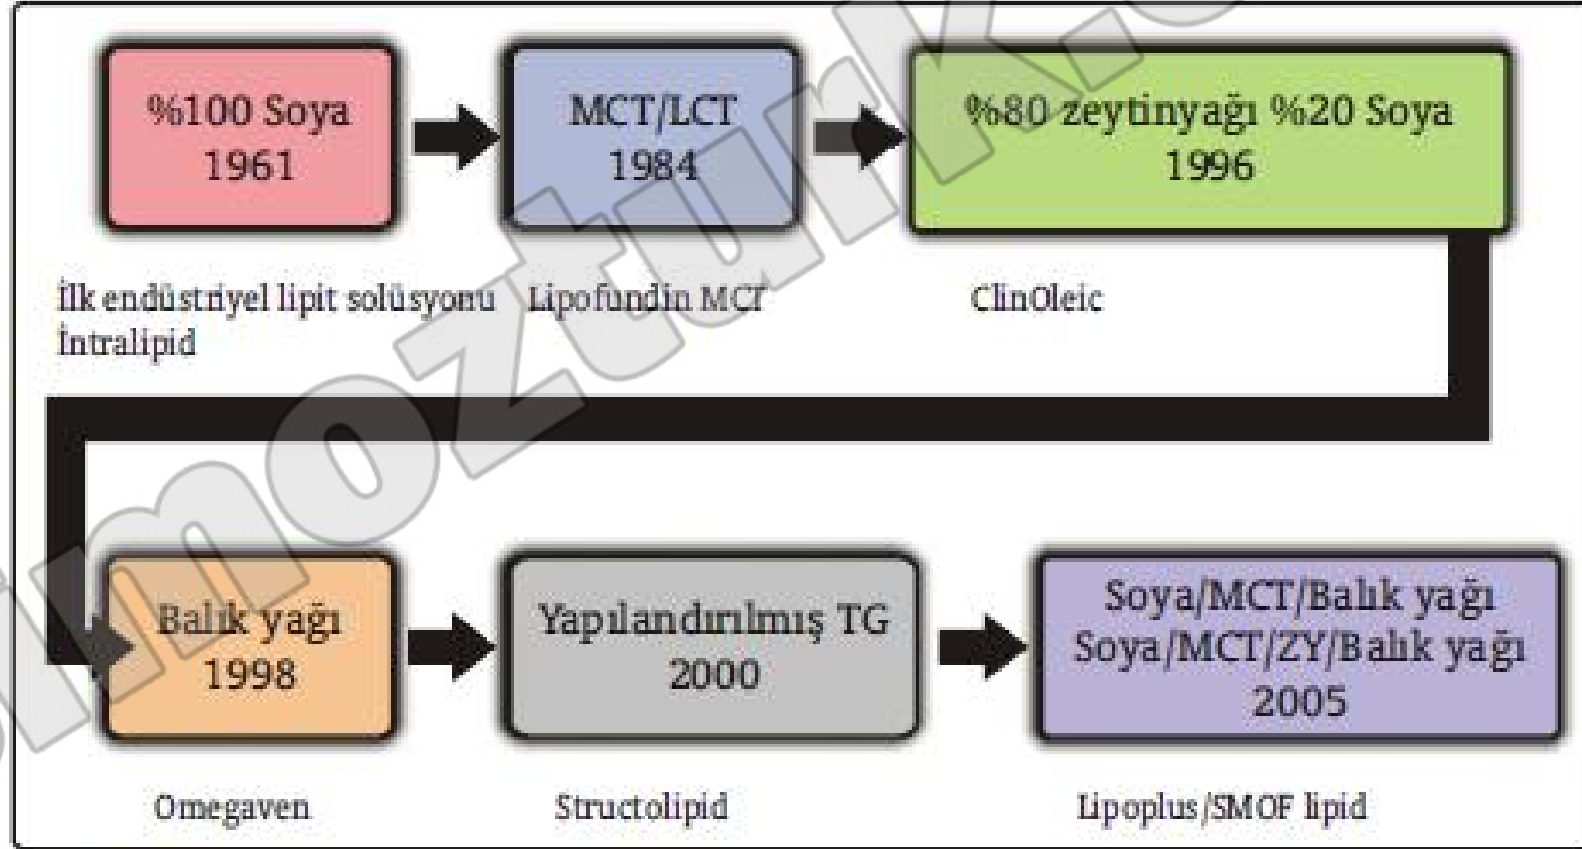 %100 Soya
1961
MCT/LCT
1984
%80 zeytinyağı %20 Soya
1996
İlk endüstriyel lipit solüsyonu
İntralipid
Lipofundin MCT
ClinOleic
Balık yağı
1998
Yapılandırılmış TG
2000
Soya/MCT/Balık yağı
Soya/MCT/ZY/Balık yağı
2005
Omegaven
Structolipid
Lipoplus/SMOF lipid
imozturk.